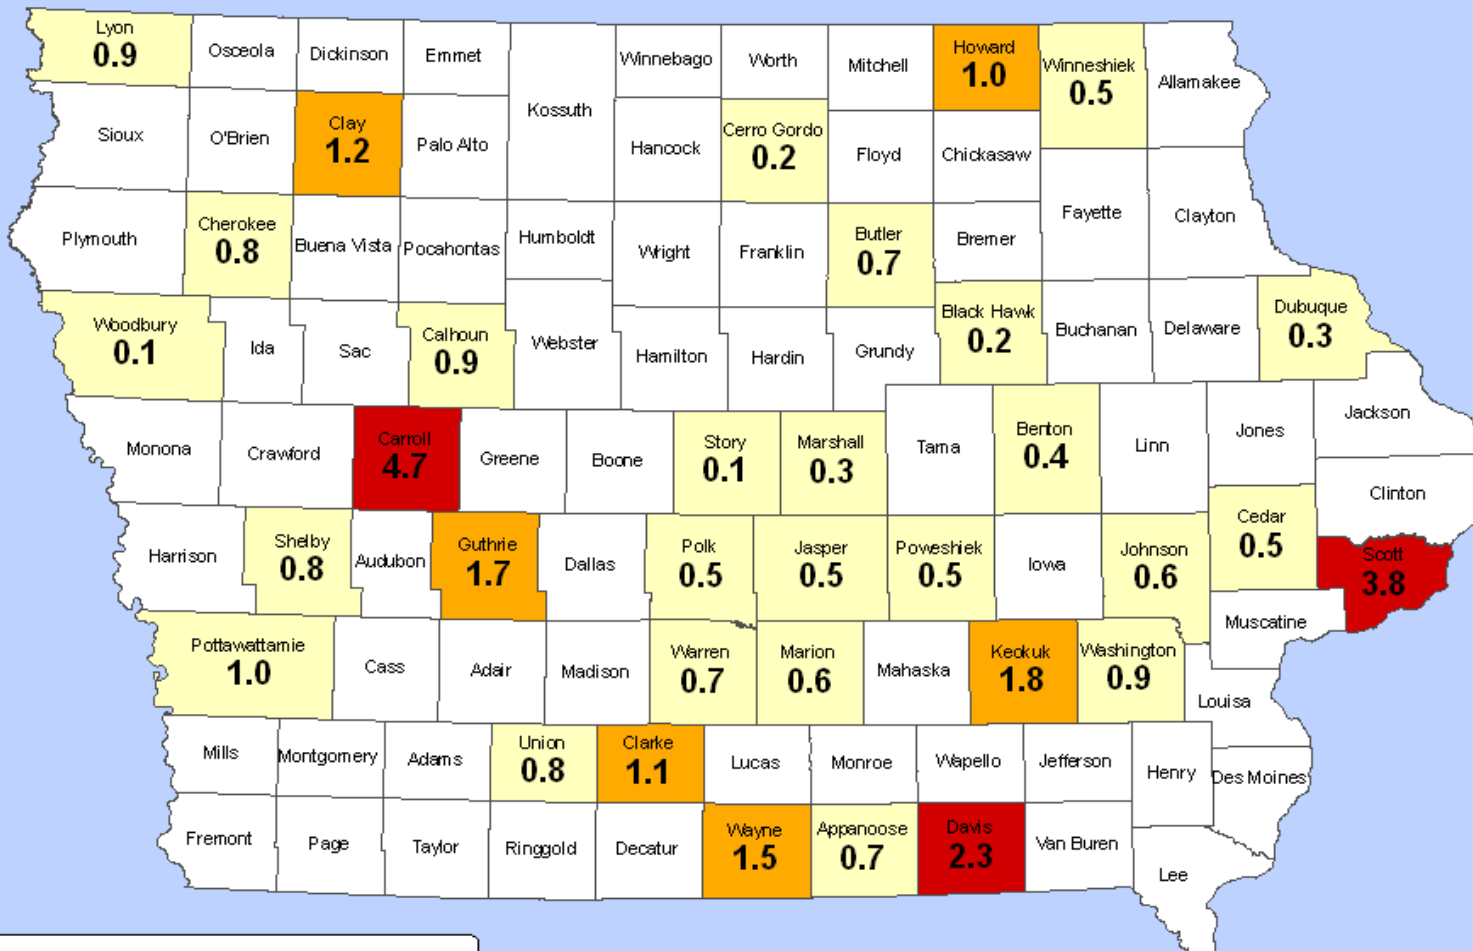 Lyon
0.9
Osceola
Dickinson
Emmet
Kossuth
Winnebago
Worth
Mitchell
Howard
1.0
Winneshiek
0.5
Allamakee
Sioux
O'Brien
Clay
1.2
Palo Alto
Hancock
Cerro Gordo
0.2
Floyd
Chickasaw
Plymouth
Cherokee
0.8
Buena Vista
Pocahontas
Humboldt
Wright
Franklin
Butler
0.7
Bremer
Fayette
Clayton
Woodbury
0.1
Ida
Sac
Calhoun
0.9
Webster
Hamilton
Hardin
Grundy
Black Hawk
0.2
Buchanan
Delaware
Dubuque
0.3
Monona
Crawford
Carroll
4.7
Greene
Boone
Story
0.1
Marshall
0.3
Tama
Benton
0.4
Linn
Jones
Jackson
Clinton
Harrison
Shelby
0.8
Audubon
Guthrie
1.7
Dallas
Polk
0.5
Jasper
0.5
Poweshiek
0.5
Iowa
Johnson
0.6
Cedar
0.5
Scott
3.8
Muscatine
Pottawattamie
1.0
Cass
Adair
Madison
Warren
0.7
Marion
0.6
Mahaska
Keokuk
1.8
Washington
0.9
Louisa
Mills
Montgomery
Adams
Union
0.8
Clarke
1.1
Lucas
Monroe
Wapello
Jefferson
Henry
Des Moines
Fremont
Page
Taylor
Ringgold
Decatur
Wayne
1.5
Appanoose
0.7
Davis
2.3
Van Buren
Lee